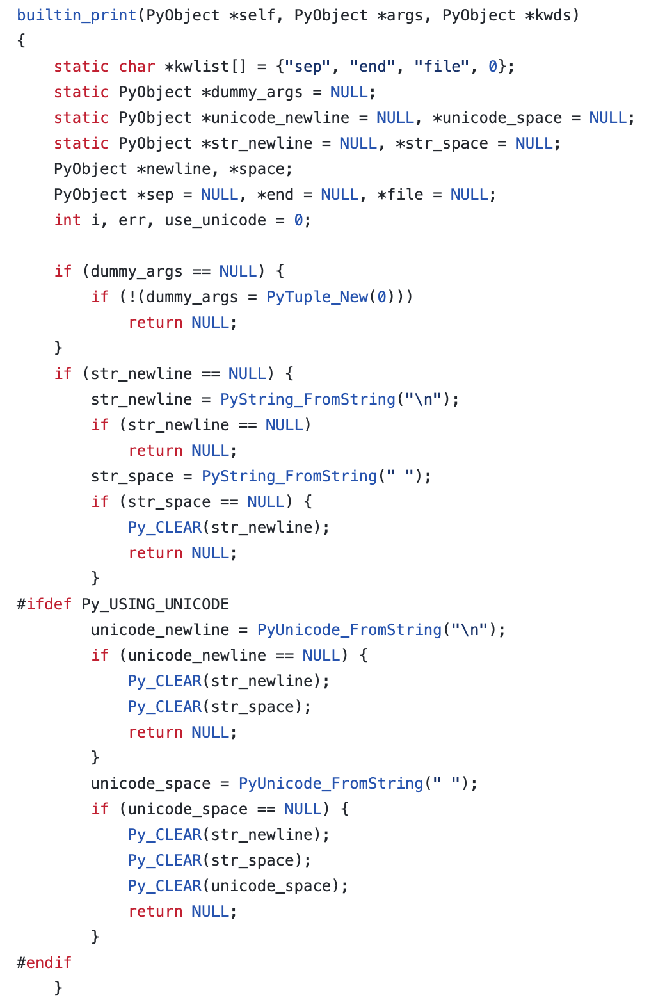 builtin_print(PyObject *self, PyObject *args, PyObject *kwds)
{
    static char *kwlist[] = {"sep", "end", "file", 0};
    static PyObject *dummy_args = NULL;
    static PyObject *unicode_newline = NULL, *unicode_space = NULL;
    static PyObject *str_newline = NULL, *str_space = NULL;
    PyObject *newline, *space;
    PyObject *sep = NULL, *end = NULL, *file = NULL;
    int i, err, use_unicode = 0;

    if (dummy_args == NULL) {
        if (!(dummy_args = PyTuple_New(0)))
            return NULL;
    }
    if (str_newline == NULL) {
        str_newline = PyString_FromString("\n");
        if (str_newline == NULL)
            return NULL;
        str_space = PyString_FromString(" ");
        if (str_space == NULL) {
            Py_CLEAR(str_newline);
            return NULL;
        }
#ifdef Py_USING_UNICODE
        unicode_newline = PyUnicode_FromString("\n");
        if (unicode_newline == NULL) {
            Py_CLEAR(str_newline);
            Py_CLEAR(str_space);
            return NULL;
        }
        unicode_space = PyUnicode_FromString(" ");
        if (unicode_space == NULL) {
            Py_CLEAR(str_newline);
            Py_CLEAR(str_space);
            Py_CLEAR(unicode_space);
            return NULL;
        }
#endif
    }